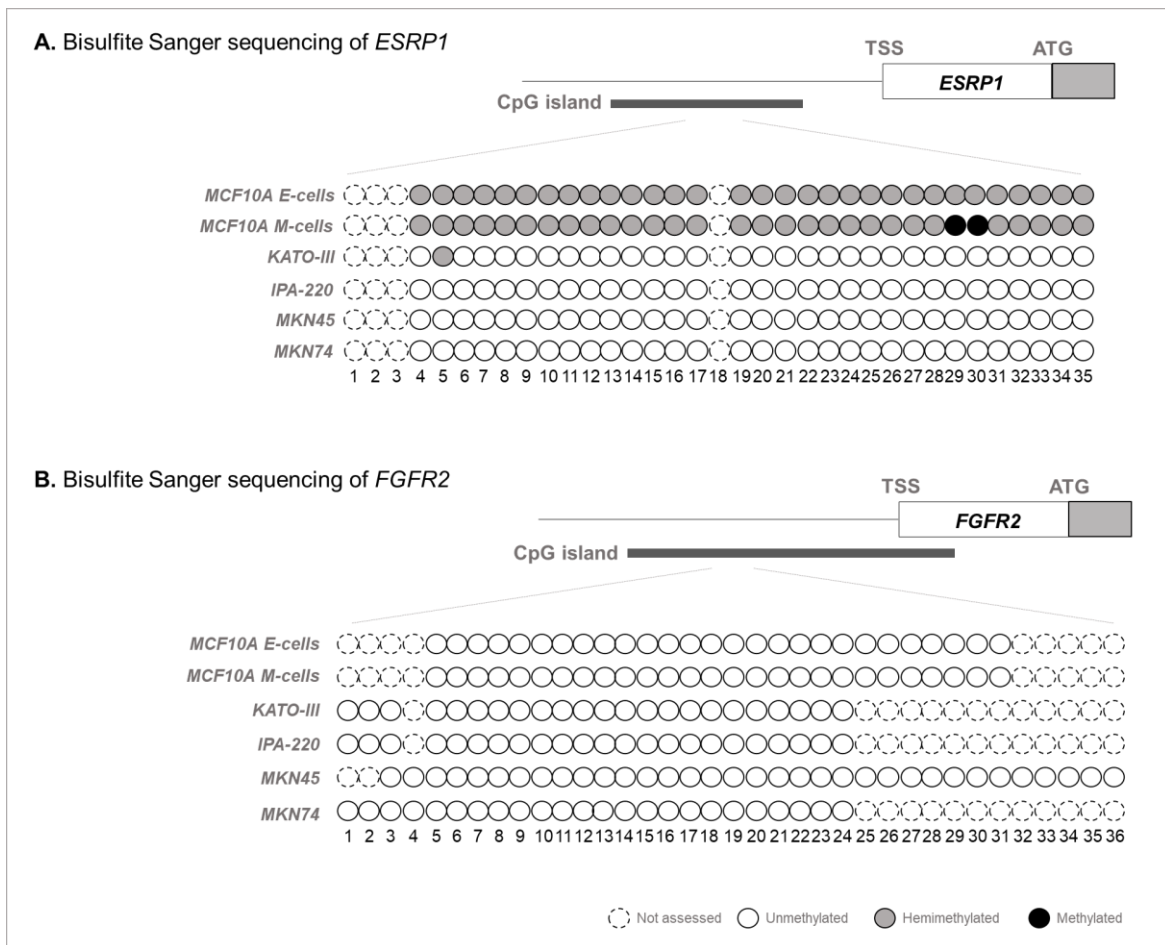 A. Bisulfite Sanger sequencing of ESRP1
TSS ATG
ESRP1
CpG island
MCF10A E-cells
MCF10A M-cells
KATO-III
IPA-220
MKN45
MKN74
1 2 3 4 5 6 7 8 9 10 11 12 13 14 15 16 17 18 19 20 21 22 23 24 25 26 27 28 29 30 31 32 33 34 35
B. Bisulfite Sanger sequencing of FGFR2
TSS ATG
FGFR2
CpG island
MCF10A E-cells
MCF10A M-cells
KATO-III
IPA-220
MKN45
MKN74
1 2 3 4 5 6 7 8 9 10 11 12 13 14 15 16 17 18 19 20 21 22 23 24 25 26 27 28 29 30 31 32 33 34 35 36
Not assessed Unmethylated Hemimethylated Methylated